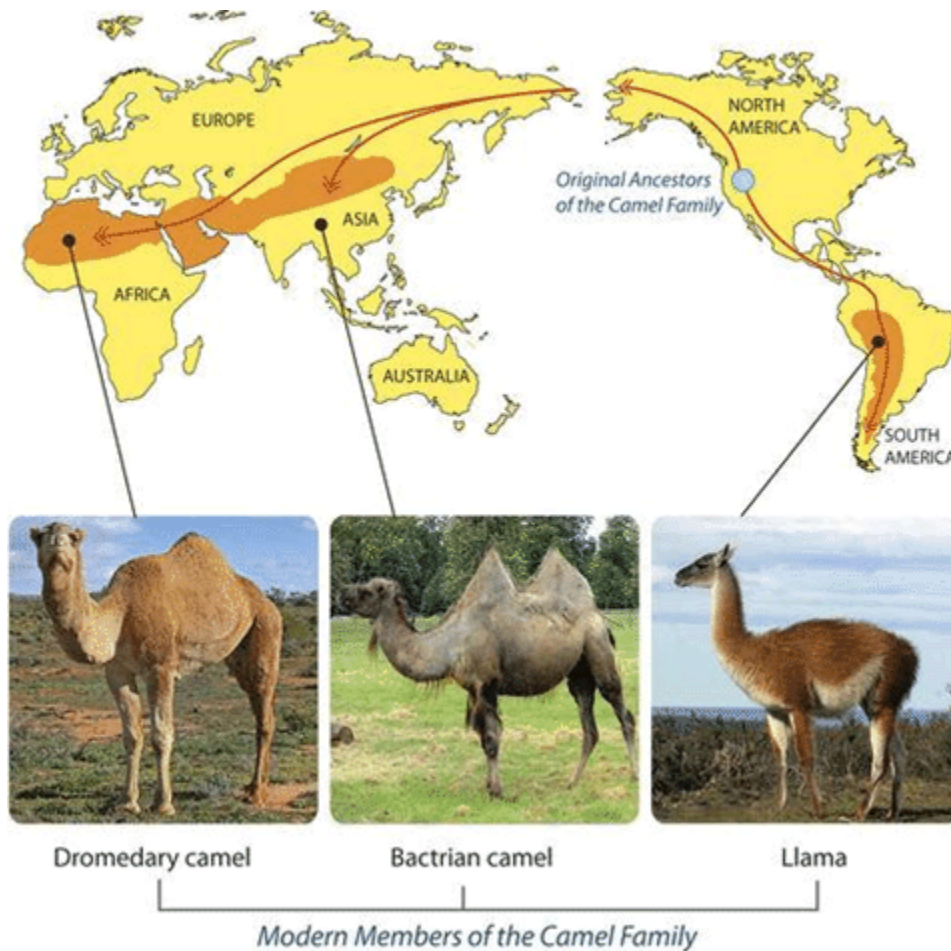 EUROPE
NORTH
AMERICA
Original Ancestors
of the Camel Family
ASIA
AFRICA
AUSTRALIA
SOUTH
AMERICA
Dromedary camel
Bactrian camel
Llama
Modern Members of the Camel Family